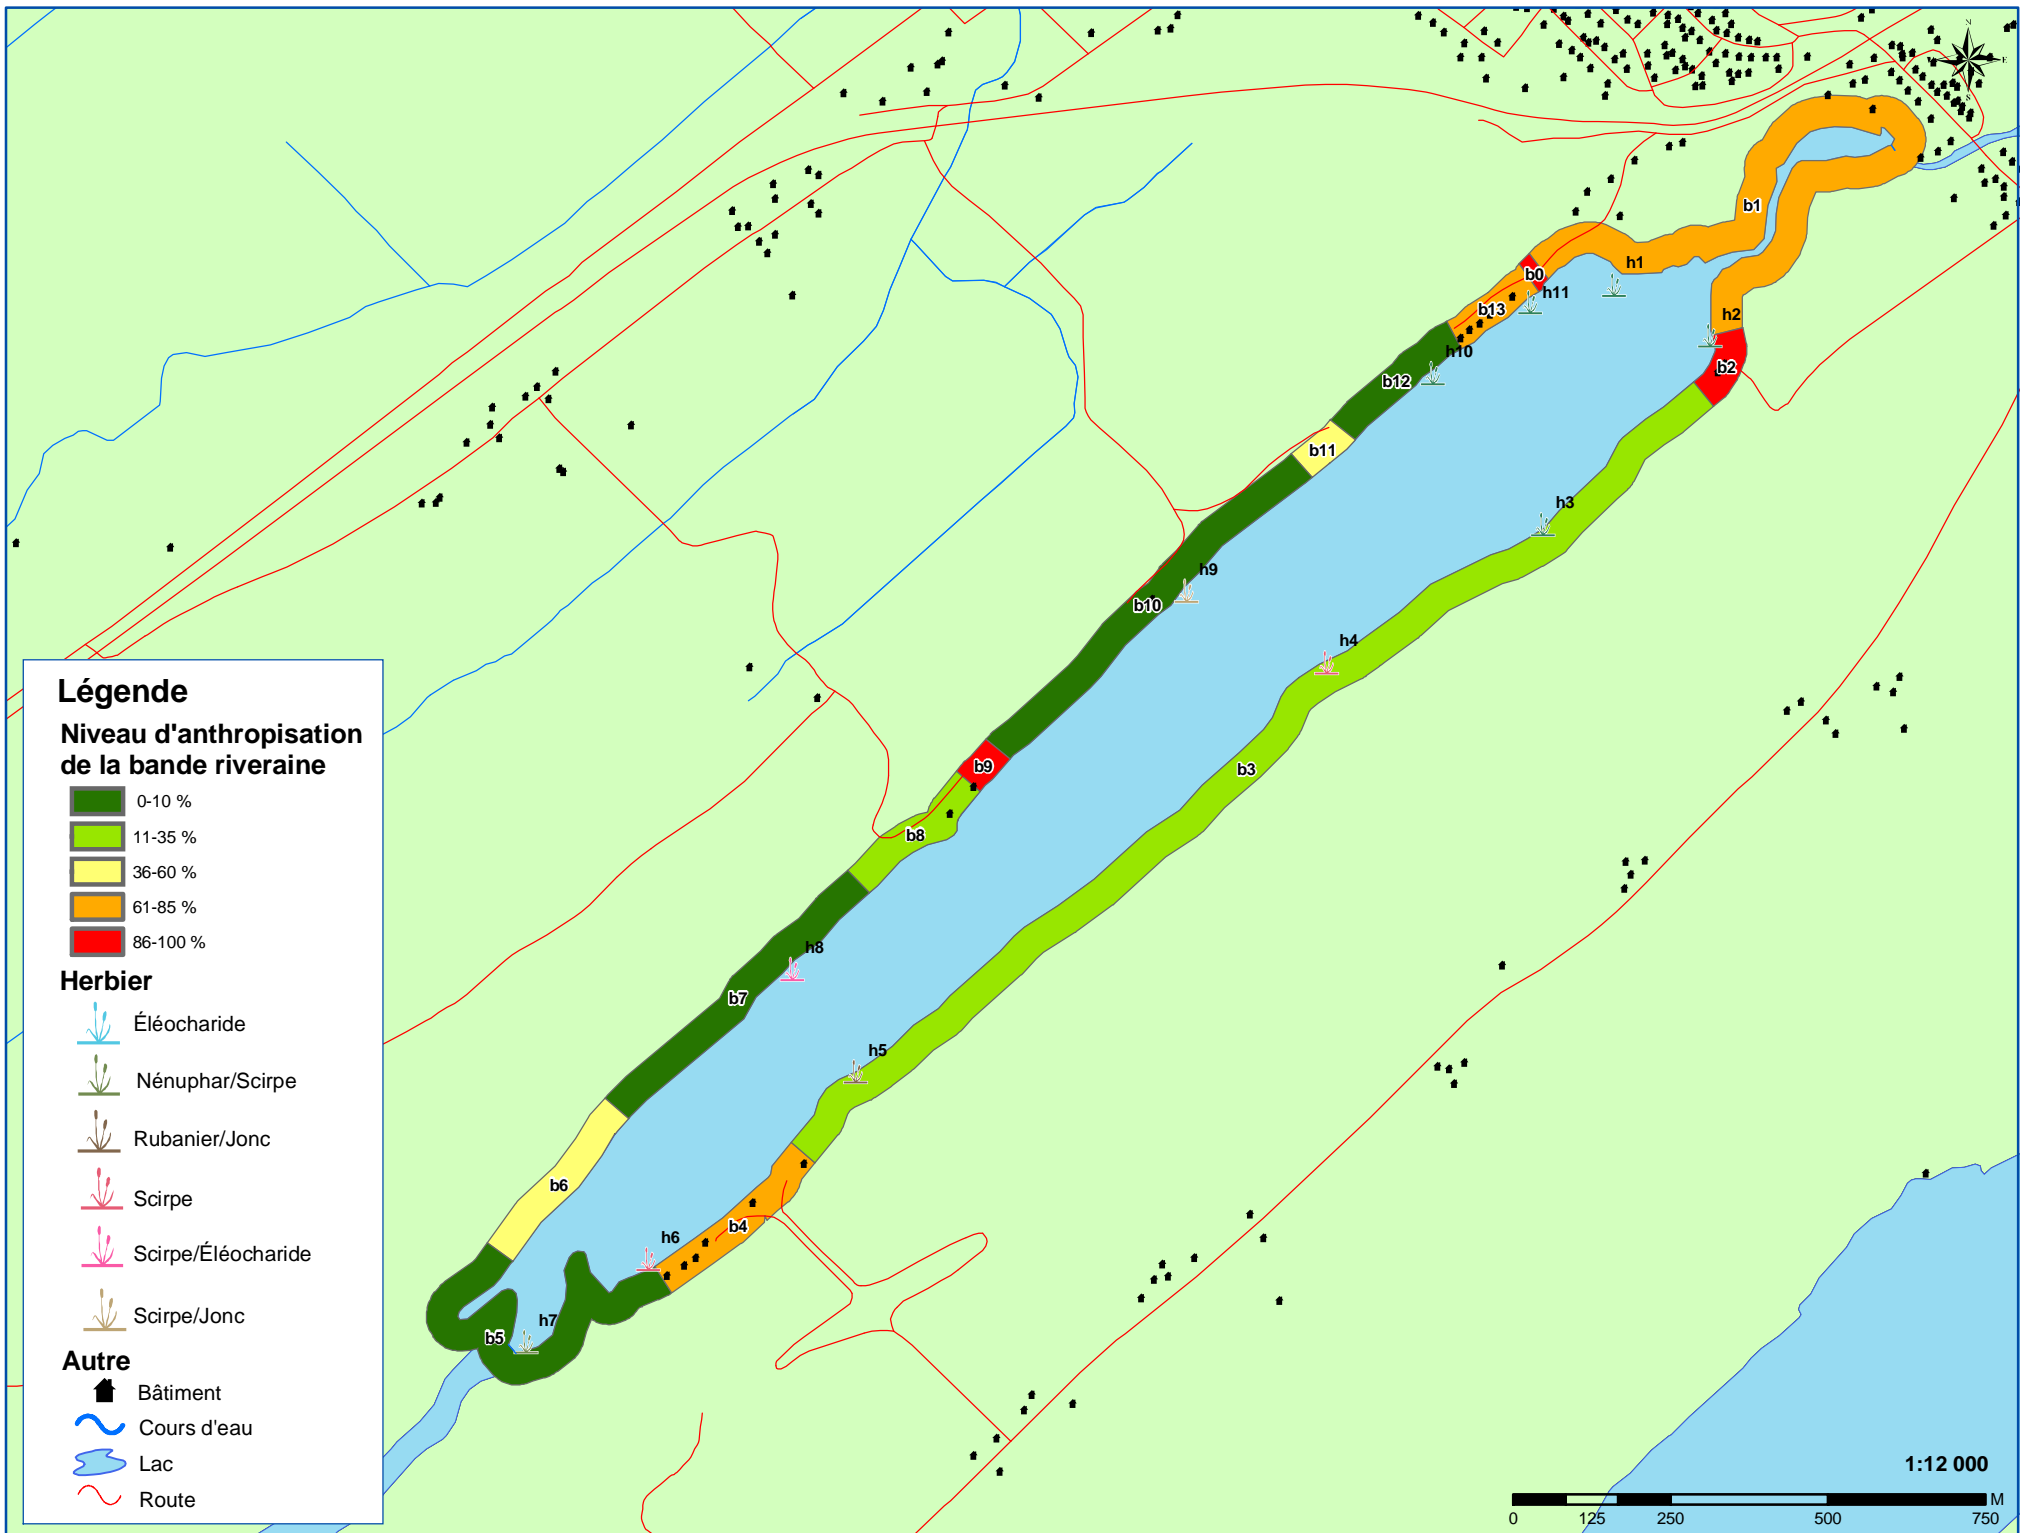 N
E
S
b1
h1
b0
h11
b13
h2
h10
b2
b12
b11
h3
h9
b10
h4
b9
b3
b8
h8
b7
h5
b6
b4
h6
h7
b5
Légende
Niveau d'anthropisation
de la bande riveraine
0-10 %
11-35 %
36-60 %
61-85 %
86-100 %
Herbier
Éléocharide
Nénuphar/Scirpe
Rubanier/Jonc
Scirpe
Scirpe/Éléocharide
Scirpe/Jonc
Autre
Bâtiment
Cours d'eau
Lac
Route
1:12 000
M
0 125 250 500 750